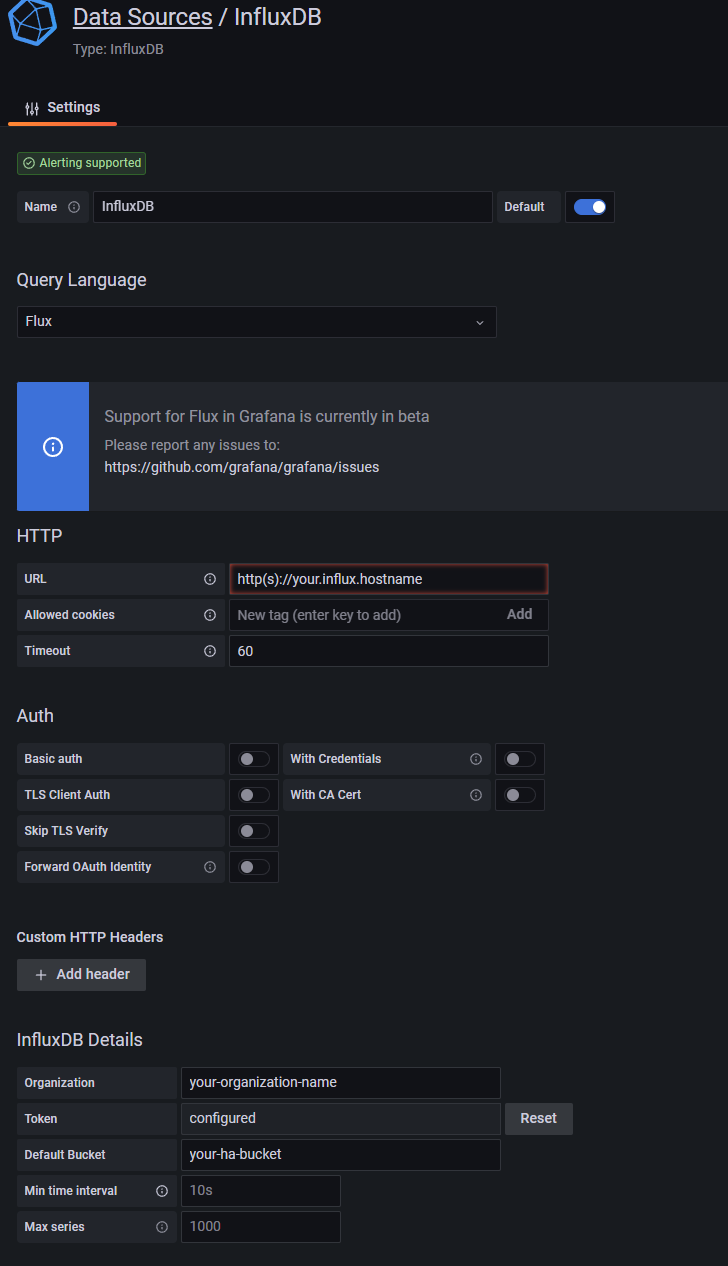 Data Sources / InfluxDB
Type: InfluxDB
Settings
Alerting supported
Name InfluxDB Default
Query Language
Flux
Support for Flux in Grafana is currently in beta
Please report any issues to:
https://github.com/grafana/grafana/issues
HTTP
URL http(s)://your.influx.hostname
Allowed cookies New tag (enter key to add) Add
Timeout 60
Auth
Basic auth With Credentials
TLS Client Auth With CA Cert
Skip TLS Verify
Forward OAuth Identity
Custom HTTP Headers
+ Add header
InfluxDB Details
Organization your-organization-name
Token configured Reset
Default Bucket your-ha-bucket
Min time interval 10s
Max series 1000